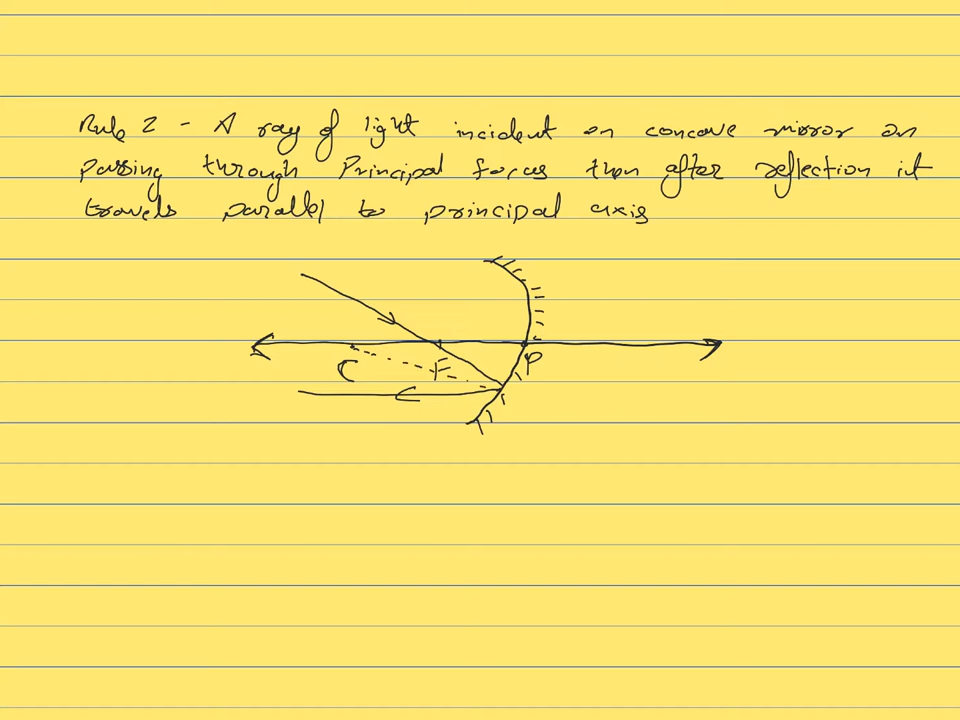 Rule 2 - A ray of light incident on concave mirror on
passing through Principal focus then after reflection it
travels parallel to principal axis
C F P